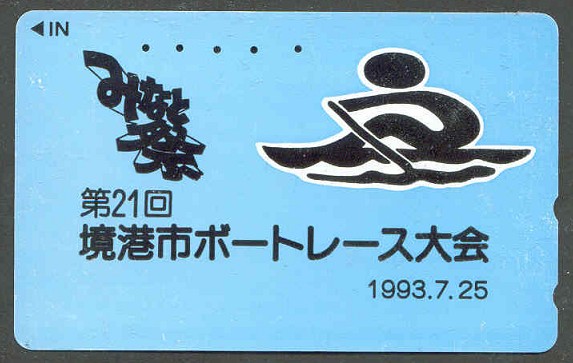 ◀IN
みなと
祭
第21回
境港市ボートレース大会
1993.7.25